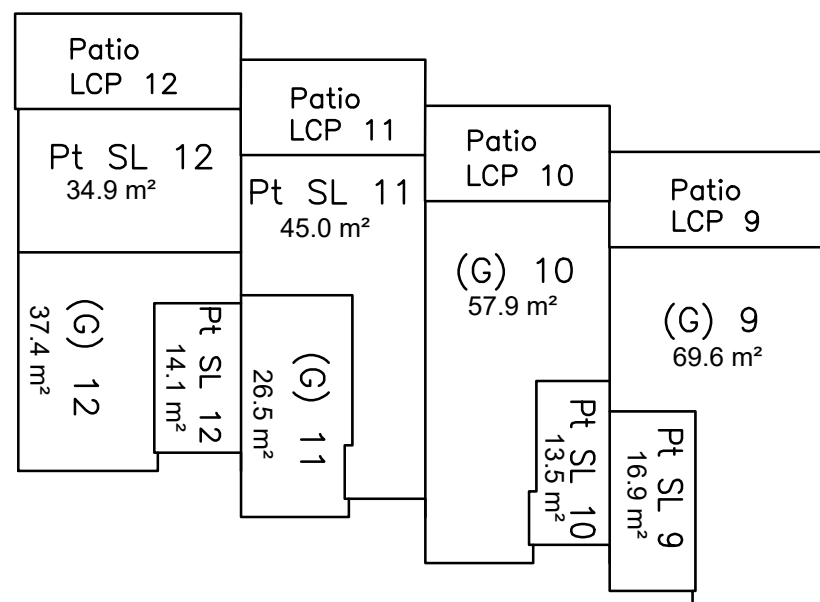 Patio
LCP 12
Pt SL 12
34.9 m²
(G) 12
37.4 m²
Pt SL 12
14.1 m²
Patio
LCP 11
Pt SL 11
45.0 m²
(G) 11
26.5 m²
Patio
LCP 10
(G) 10
57.9 m²
Pt SL 10
13.5 m²
Patio
LCP 9
(G) 9
69.6 m²
Pt SL 9
16.9 m²